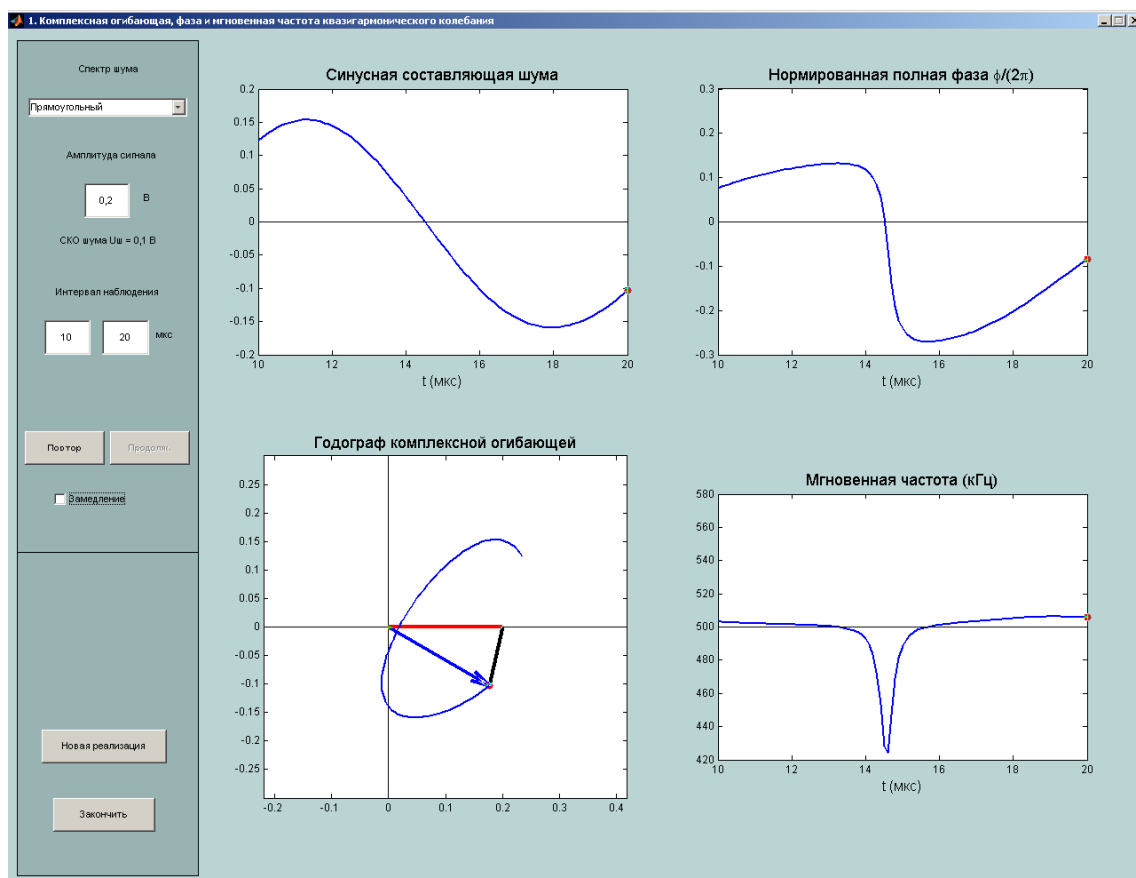 1. Комплексная огибающая, фаза и мгновенная частота квазигармонического колебания
Спектр шума
Прямоугольный
Амплитуда сигнала
0,2 В
СКО шума Uш = 0,1 В
Интервал наблюдения
10 20 мкс
Повтор Продолж.
Замедление
Новая реализация
Закончить
Синусная составляющая шума
0.2
0.15
0.1
0.05
0
-0.05
-0.1
-0.15
-0.2
10 12 14 16 18 20
t (мкс)
Нормированная полная фаза ϕ/(2π)
0.3
0.2
0.1
0
-0.1
-0.2
-0.3
10 12 14 16 18 20
t (мкс)
Годограф комплексной огибающей
0.25
0.2
0.15
0.1
0.05
0
-0.05
-0.1
-0.15
-0.2
-0.25
-0.2 -0.1 0 0.1 0.2 0.3 0.4
Мгновенная частота (кГц)
580
560
540
520
500
480
460
440
420
10 12 14 16 18 20
t (мкс)